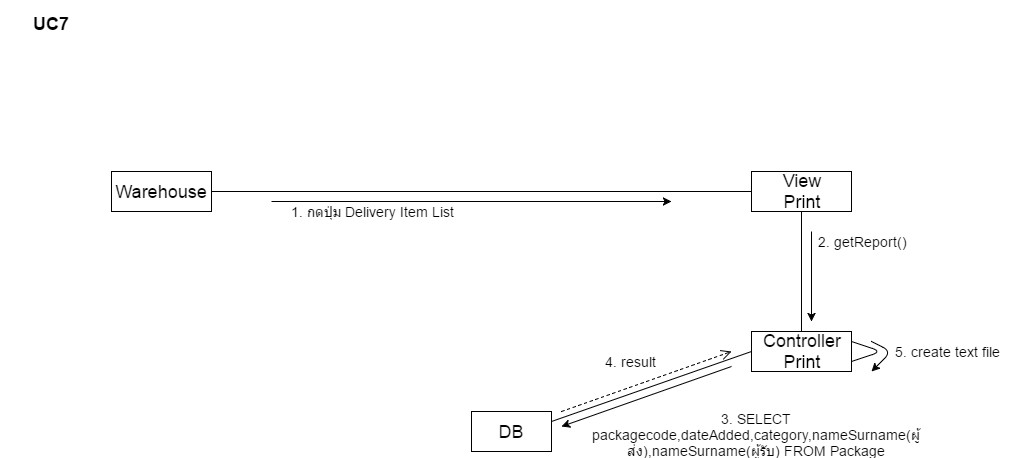 UC7
Warehouse
View
Print
1. กดปุ่ม Delivery Item List
2. getReport()
Controller
Print
5. create text file
4. result
DB
3. SELECT
packagecode,dateAdded,category,nameSurname(ผู้
ส่ง),nameSurname(ผู้รับ) FROM Package